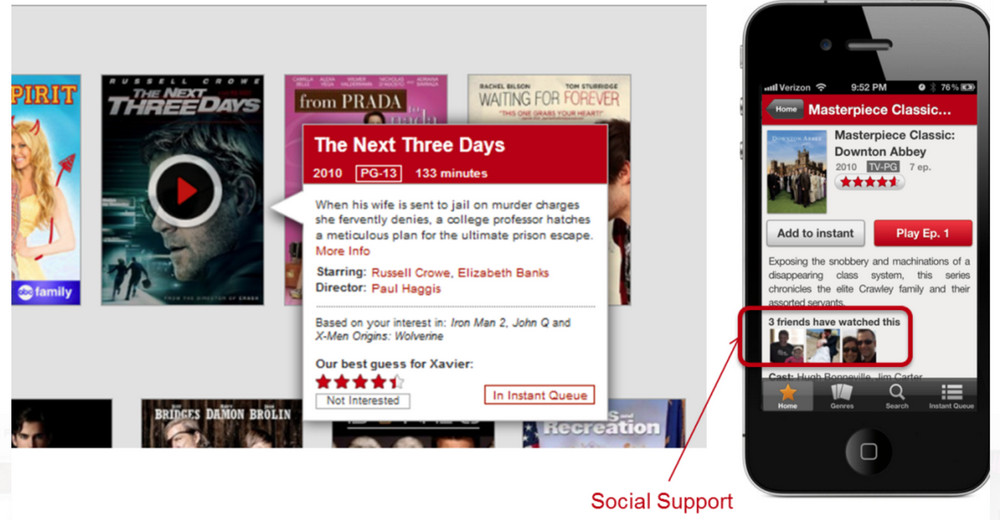 PIRIT
abc family
RUSSELL CROWE
THE NEXT
THREE DAYS
FROM THE DIRECTOR OF CRASH
from PRADA
RACHEL BILSON TOM STURRIDGE
WAITING FOR FOREVER
"THIS ONE GRABS YOUR HEART!"
The Next Three Days
2010 PG-13 133 minutes
When his wife is sent to jail on murder charges
she fervently denies, a college professor hatches
a meticulous plan for the ultimate prison escape.
More Info
Starring: Russell Crowe, Elizabeth Banks
Director: Paul Haggis
Based on your interest in: Iron Man 2, John Q and
X-Men Origins: Wolverine
Our best guess for Xavier:
Not Interested
In Instant Queue
BRIDGES DAMON BROLIN
Recreation
Verizon 9:52 PM 76%
Home Masterpiece Classic...
DOWNTON ABBEY
Masterpiece Classic:
Downton Abbey
2010 TV-PG 7 ep.
Add to instant Play Ep. 1
Exposing the snobbery and machinations of a
disappearing class system, this series
chronicles the elite Crawley family and their
assorted servants.
3 friends have watched this
Cast: Hugh Bonneville, Jim Carter
Home Genres Search Instant Queue
Social Support